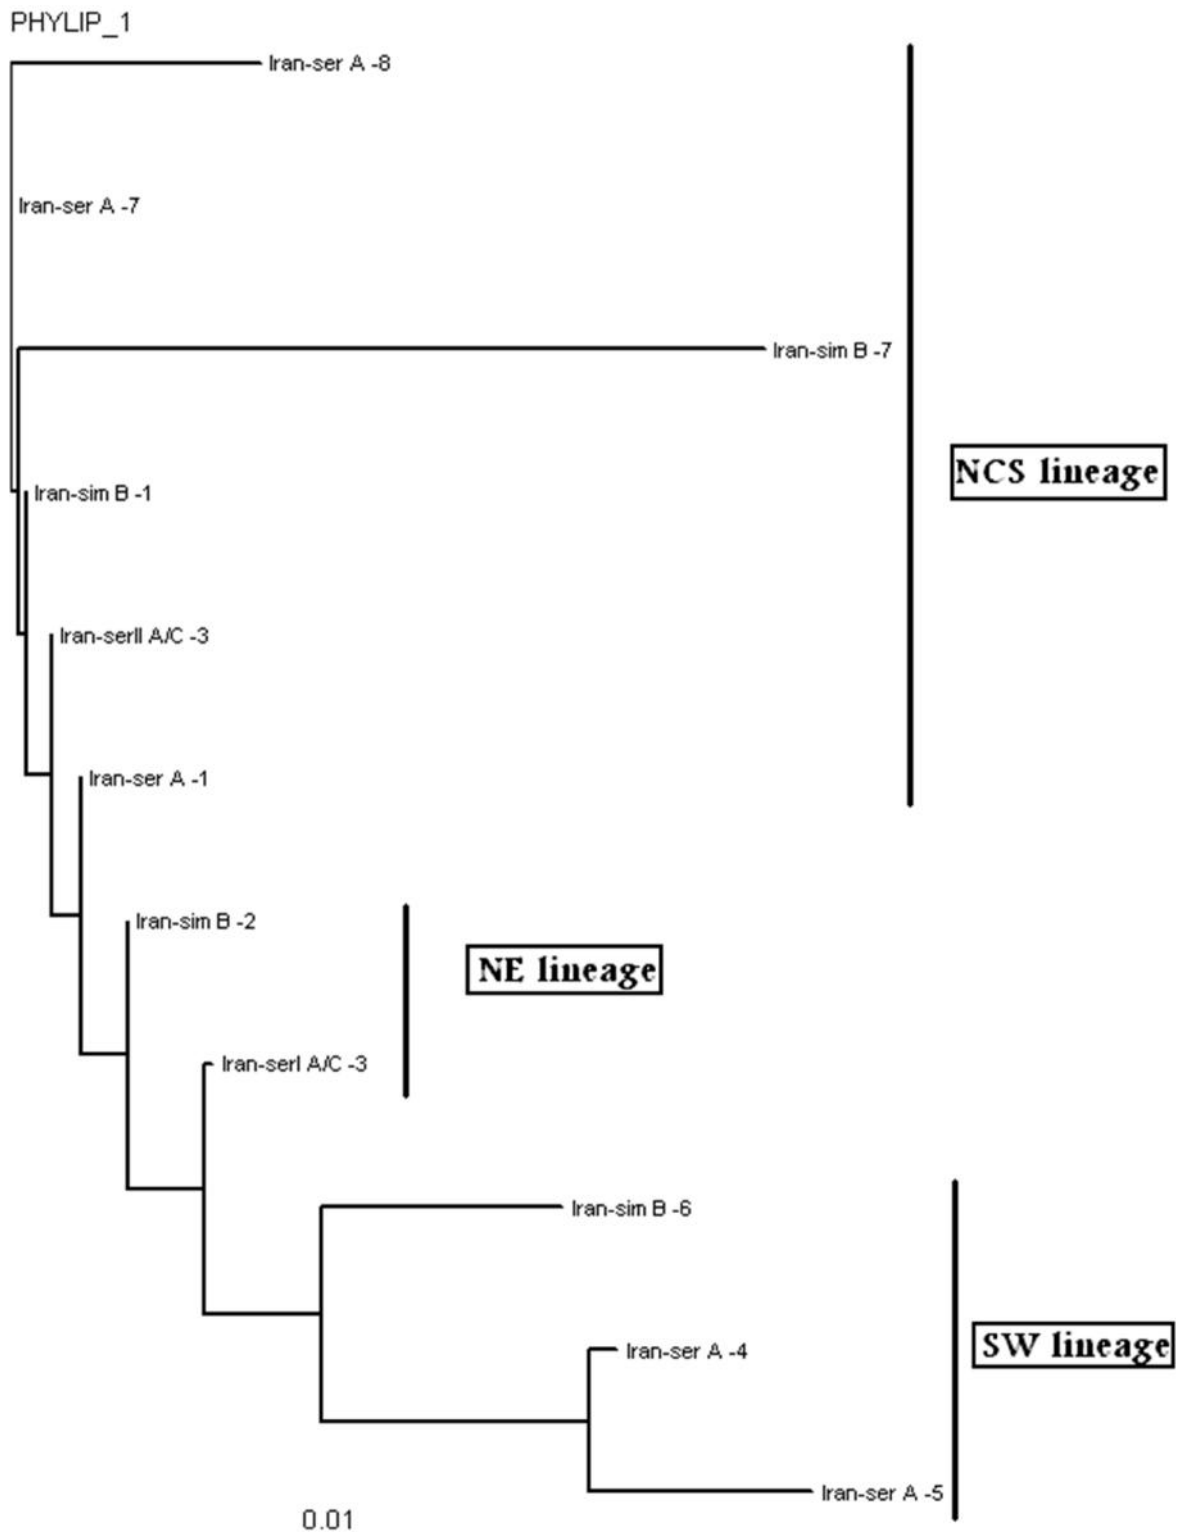 PHYLIP_1
Iran-ser A -8
Iran-ser A -7
Iran-sim B -7
NCS lineage
Iran-sim B -1
Iran-serII A/C -3
Iran-ser A -1
Iran-sim B -2
NE lineage
Iran-serI A/C -3
Iran-sim B -6
SW lineage
Iran-ser A -4
Iran-ser A -5
0.01